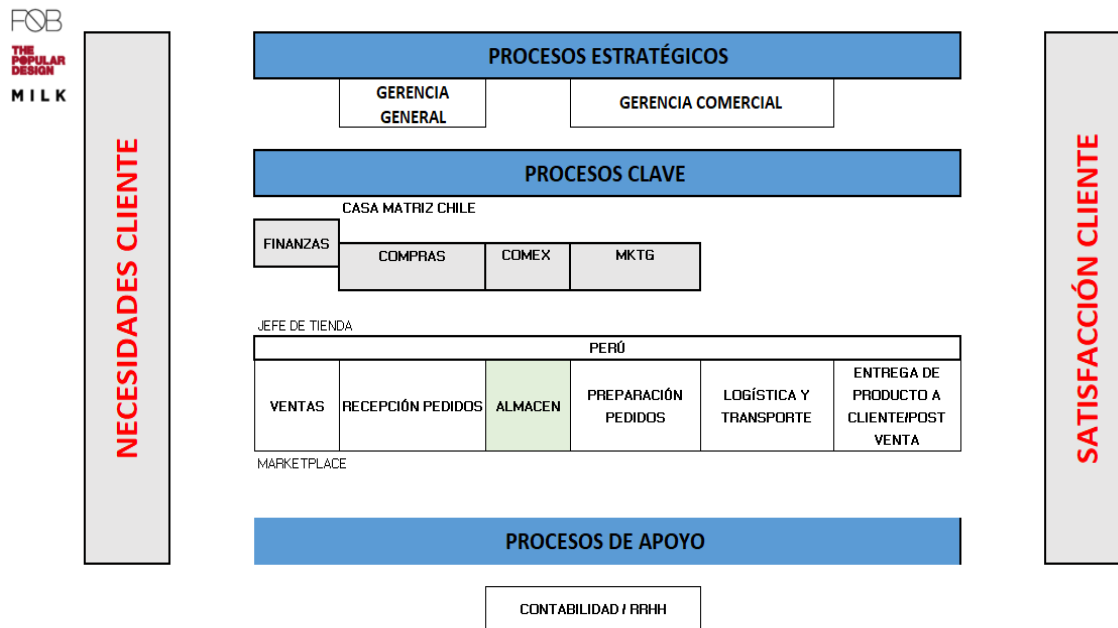 FOB
THE
POPULAR
DESIGN
MILK
NECESIDADES CLIENTE
PROCESOS ESTRATÉGICOS
GERENCIA
GENERAL
GERENCIA COMERCIAL
PROCESOS CLAVE
CASA MATRIZ CHILE
FINANZAS
COMPRAS
COMEX
MKTG
JEFE DE TIENDA
PERÚ
VENTAS
RECEPCIÓN PEDIDOS
ALMACEN
PREPARACIÓN
PEDIDOS
LOGÍSTICA Y
TRANSPORTE
ENTREGA DE
PRODUCTO A
CLIENTE/POST
VENTA
MARKETPLACE
PROCESOS DE APOYO
CONTABILIDAD / RRHH
SATISFACCIÓN CLIENTE